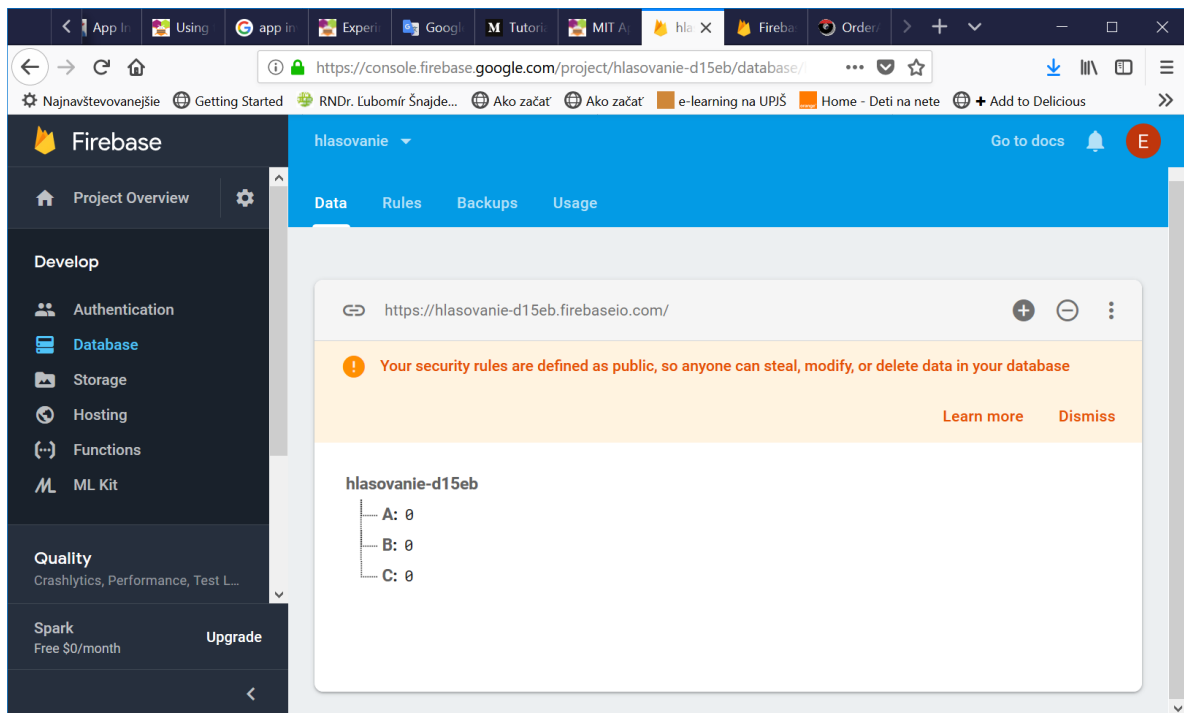 App In Using app in Experi Googl Tutoria MIT Ap hla Fireba Order/
https://console.firebase.google.com/project/hlasovanie-d15eb/database/
Najnavštevovanejšie Getting Started RNDr. Ľubomír Šnajde... Ako začať Ako začať e-learning na UPJŠ Home - Deti na nete + Add to Delicious
Firebase
hlasovanie
Go to docs
E
Project Overview
Data Rules Backups Usage
Develop
Authentication
Database
Storage
Hosting
Functions
ML Kit
Quality
Crashlytics, Performance, Test L...
Spark
Free $0/month
Upgrade
https://hlasovanie-d15eb.firebaseio.com/
Your security rules are defined as public, so anyone can steal, modify, or delete data in your database
Learn more Dismiss
hlasovanie-d15eb
A: 0
B: 0
C: 0